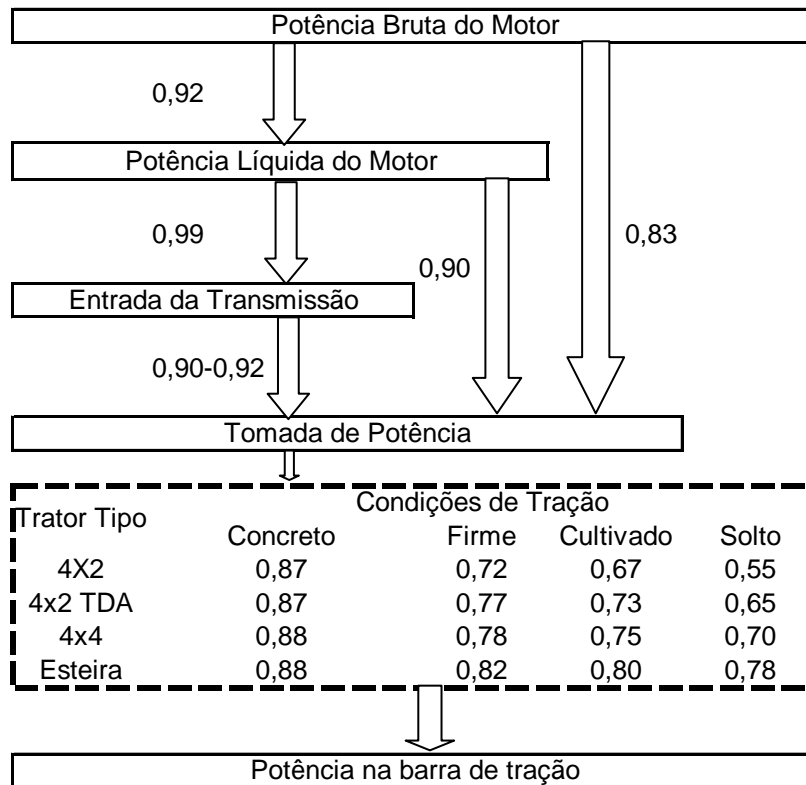 Potência Bruta do Motor
0,92
Potência Líquida do Motor
0,99
0,90
0,83
Entrada da Transmissão
0,90-0,92
Tomada de Potência
Trator Tipo
Condições de Tração
Concreto Firme Cultivado Solto
4X2 0,87 0,72 0,67 0,55
4x2 TDA 0,87 0,77 0,73 0,65
4x4 0,88 0,78 0,75 0,70
Esteira 0,88 0,82 0,80 0,78
Potência na barra de tração